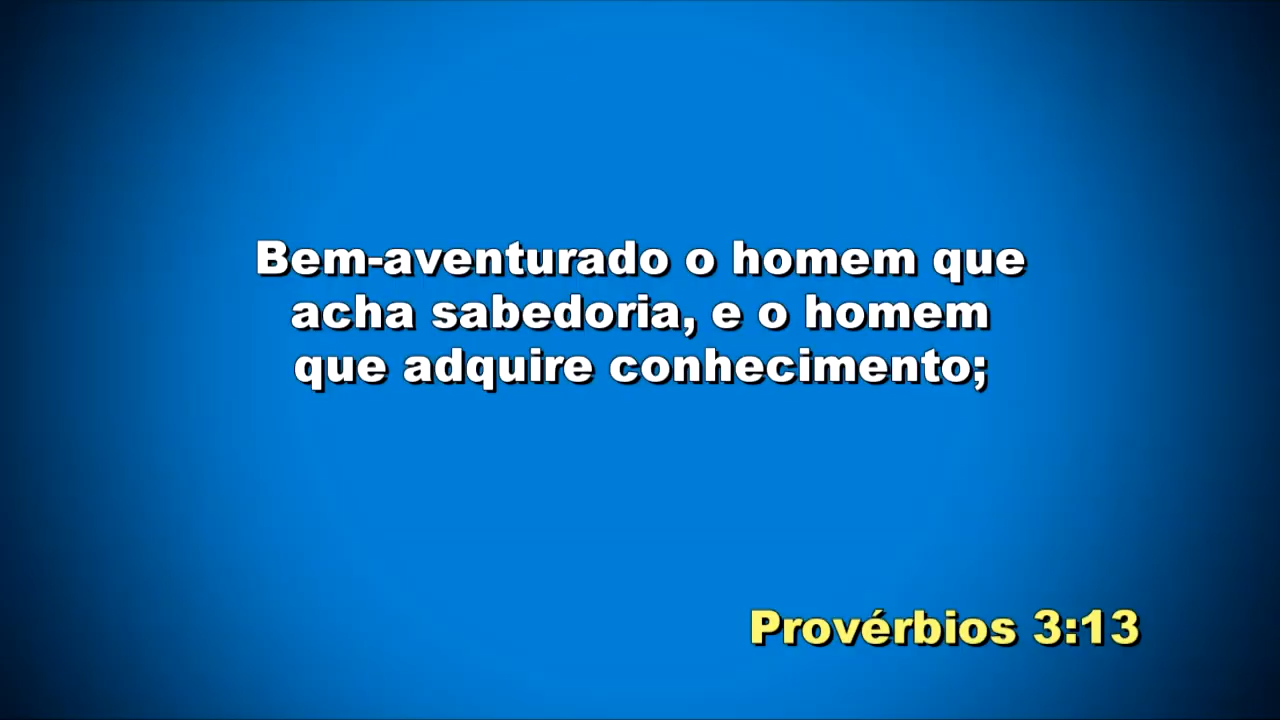 Bem-aventurado o homem que
acha sabedoria, e o homem
que adquire conhecimento;
Provérbios 3:13